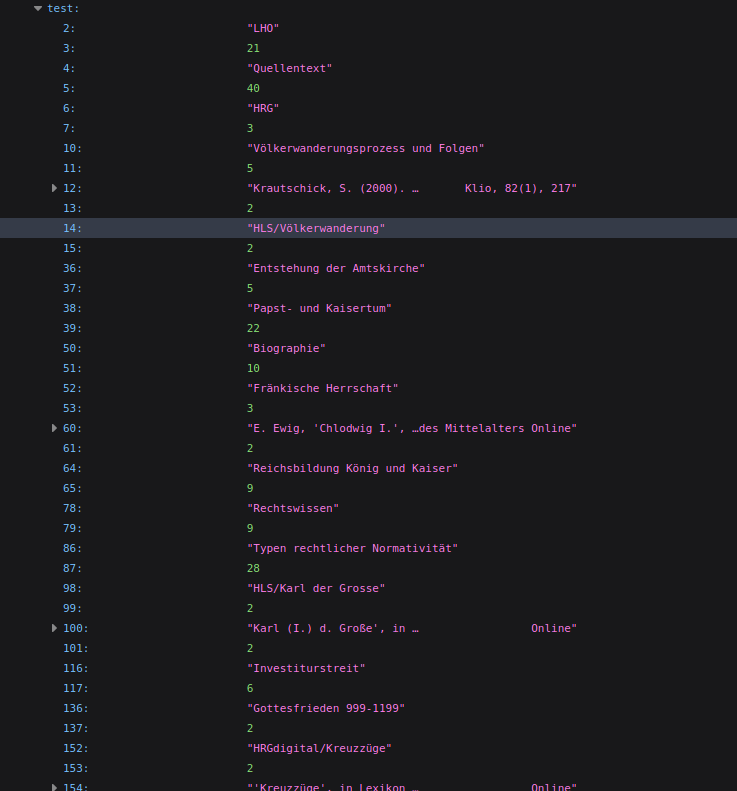 test:
2: "LHO"
3: 21
4: "Quellentext"
5: 40
6: "HRG"
7: 3
10: "Völkerwanderungsprozess und Folgen"
11: 5
12: "Krautschick, S. (2000). … Klio, 82(1), 217"
13: 2
14: "HLS/Völkerwanderung"
15: 2
36: "Entstehung der Amtskirche"
37: 5
38: "Papst- und Kaisertum"
39: 22
50: "Biographie"
51: 10
52: "Fränkische Herrschaft"
53: 3
60: "E. Ewig, 'Chlodwig I.', …des Mittelalters Online"
61: 2
64: "Reichsbildung König und Kaiser"
65: 9
78: "Rechtswissen"
79: 9
86: "Typen rechtlicher Normativität"
87: 28
98: "HLS/Karl der Grosse"
99: 2
100: "Karl (I.) d. Große', in … Online"
101: 2
116: "Investiturstreit"
117: 6
136: "Gottesfrieden 999-1199"
137: 2
152: "HRGdigital/Kreuzzüge"
153: 2
154: "'Kreuzzüge', in Lexikon … Online"